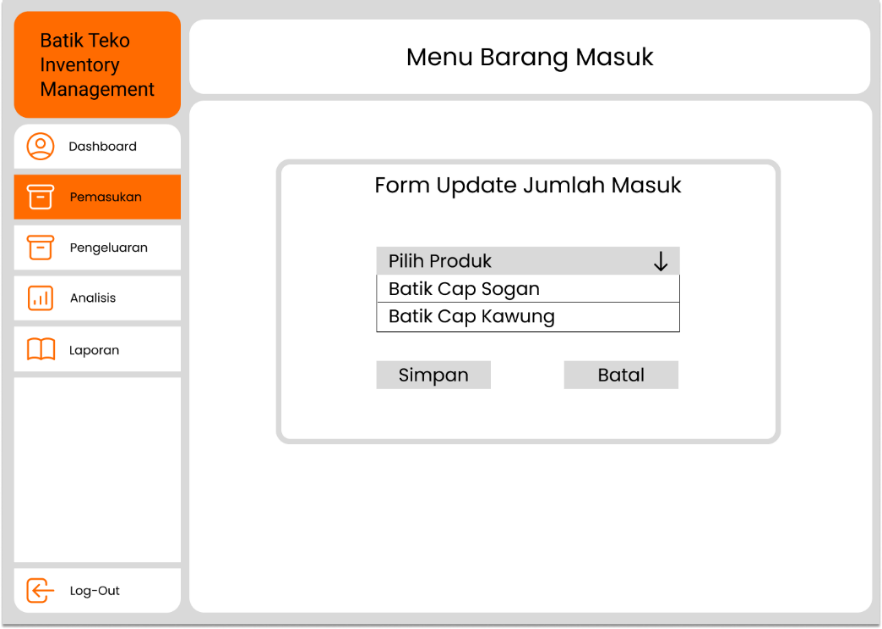 Batik Teko
Inventory
Management
Menu Barang Masuk
Dashboard
Pemasukan
Pengeluaran
Analisis
Laporan
Log-Out
Form Update Jumlah Masuk
Pilih Produk
Batik Cap Sogan
Batik Cap Kawung
Simpan
Batal